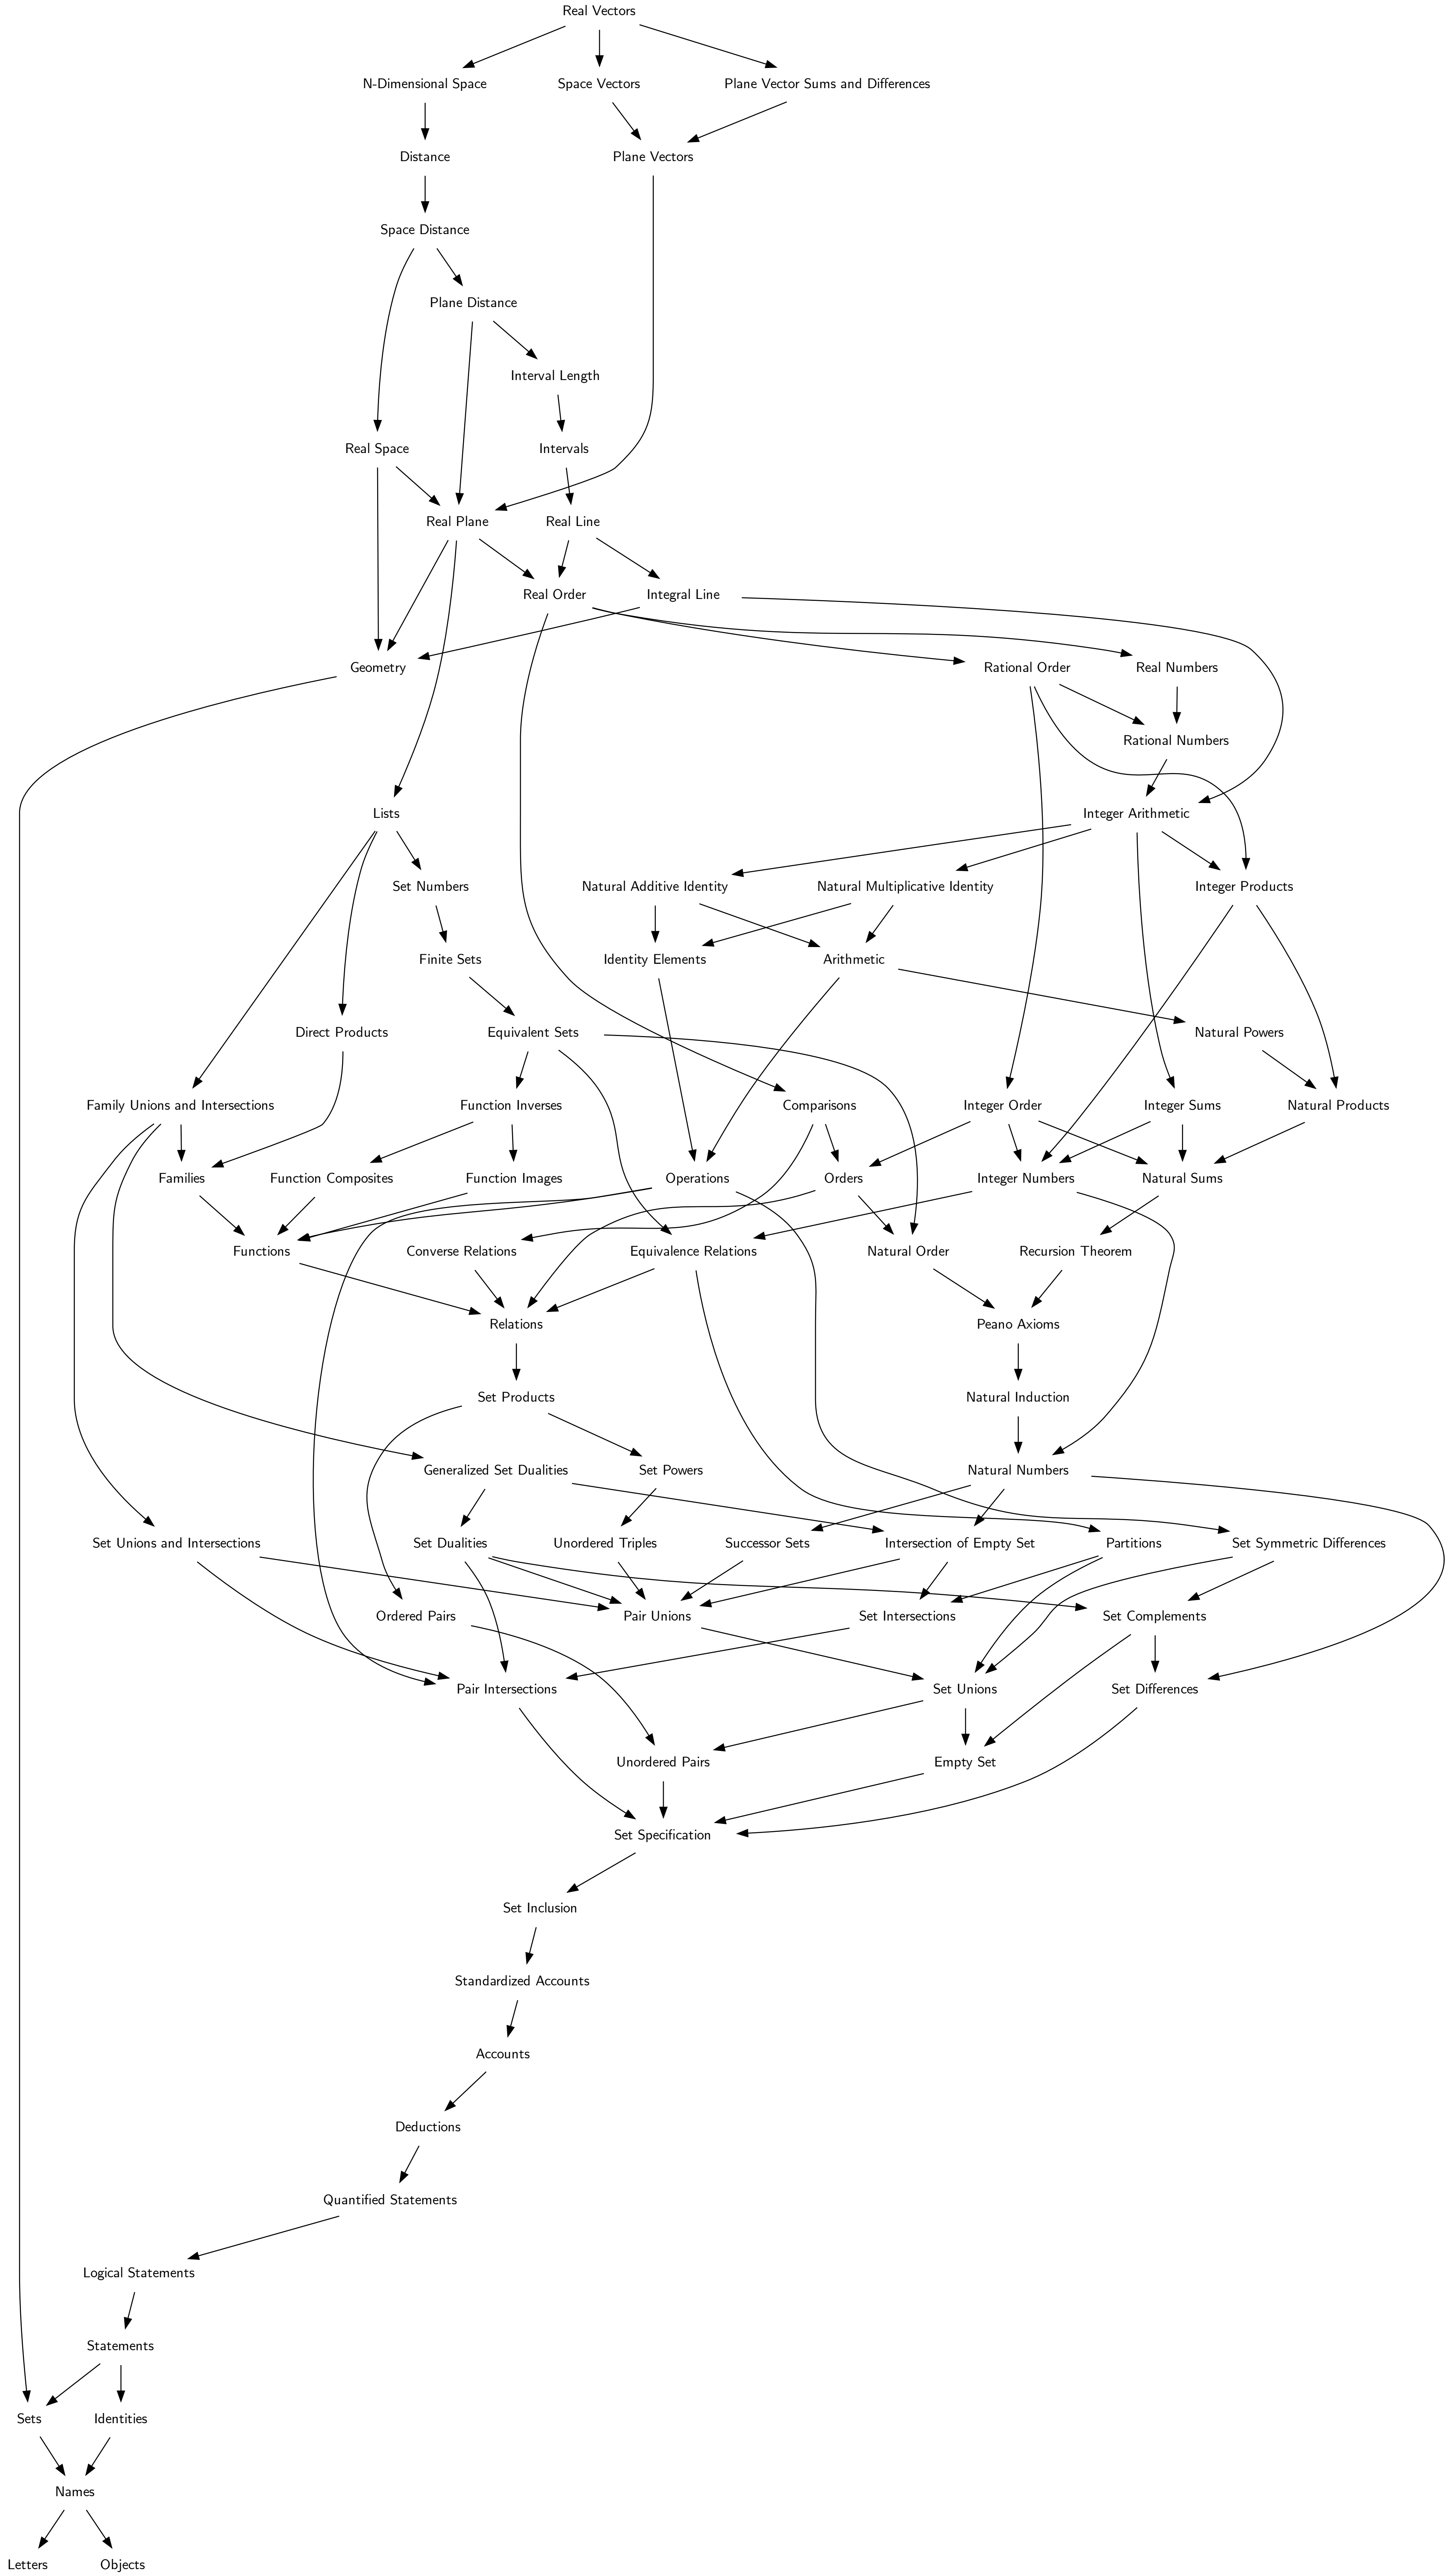 Real Vectors
N-Dimensional Space
Space Vectors
Plane Vector Sums and Differences
Distance
Plane Vectors
Space Distance
Plane Distance
Interval Length
Real Space
Intervals
Real Plane
Real Line
Real Order
Integral Line
Geometry
Rational Order
Real Numbers
Rational Numbers
Lists
Integer Arithmetic
Set Numbers
Natural Additive Identity
Natural Multiplicative Identity
Integer Products
Finite Sets
Identity Elements
Arithmetic
Direct Products
Equivalent Sets
Natural Powers
Family Unions and Intersections
Function Inverses
Comparisons
Integer Order
Integer Sums
Natural Products
Families
Function Composites
Function Images
Operations
Orders
Integer Numbers
Natural Sums
Functions
Converse Relations
Equivalence Relations
Natural Order
Recursion Theorem
Relations
Peano Axioms
Set Products
Natural Induction
Generalized Set Dualities
Set Powers
Natural Numbers
Set Unions and Intersections
Set Dualities
Unordered Triples
Successor Sets
Intersection of Empty Set
Partitions
Set Symmetric Differences
Ordered Pairs
Pair Unions
Set Intersections
Set Complements
Pair Intersections
Set Unions
Set Differences
Unordered Pairs
Empty Set
Set Specification
Set Inclusion
Standardized Accounts
Accounts
Deductions
Quantified Statements
Logical Statements
Statements
Sets
Identities
Names
Letters
Objects